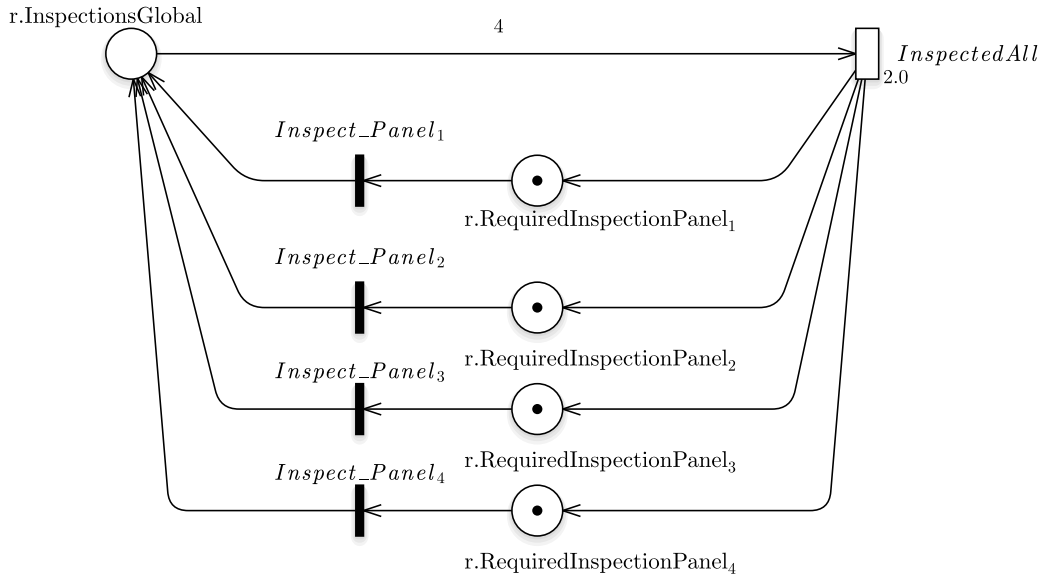 r.InspectionsGlobal
4
InspectedAll
2.0
Inspect_Panel₁
r.RequiredInspectionPanel₁
Inspect_Panel₂
r.RequiredInspectionPanel₂
Inspect_Panel₃
r.RequiredInspectionPanel₃
Inspect_Panel₄
r.RequiredInspectionPanel₄